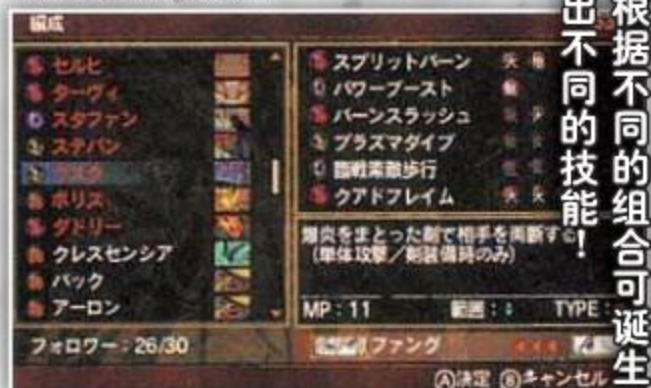 編成
セルヒ
ターヴィ
スタファン
ステパン
ボリス
ダドリー
クレスセンシア
バック
アーロン
フォロワー：26/30
スプリットバーン
パワーブースト
バーンスラッシュ
プラズマダイブ
臨戦索敵歩行
クアドフレイム
爆炎をまとった剣で相手を両断する
(単体攻撃／剣装備時のみ)
MP：11 範囲： TYPE：
ファング
Ⓐ決定 Ⓑキャンセル
根据不同的组合可诞生
出不同的技能！